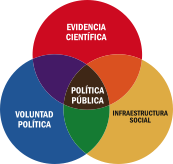 EVIDENCIA
CIENTÍFICA
POLÍTICA
PÚBLICA
VOLUNTAD
POLÍTICA
INFRAESTRUCTURA
SOCIAL